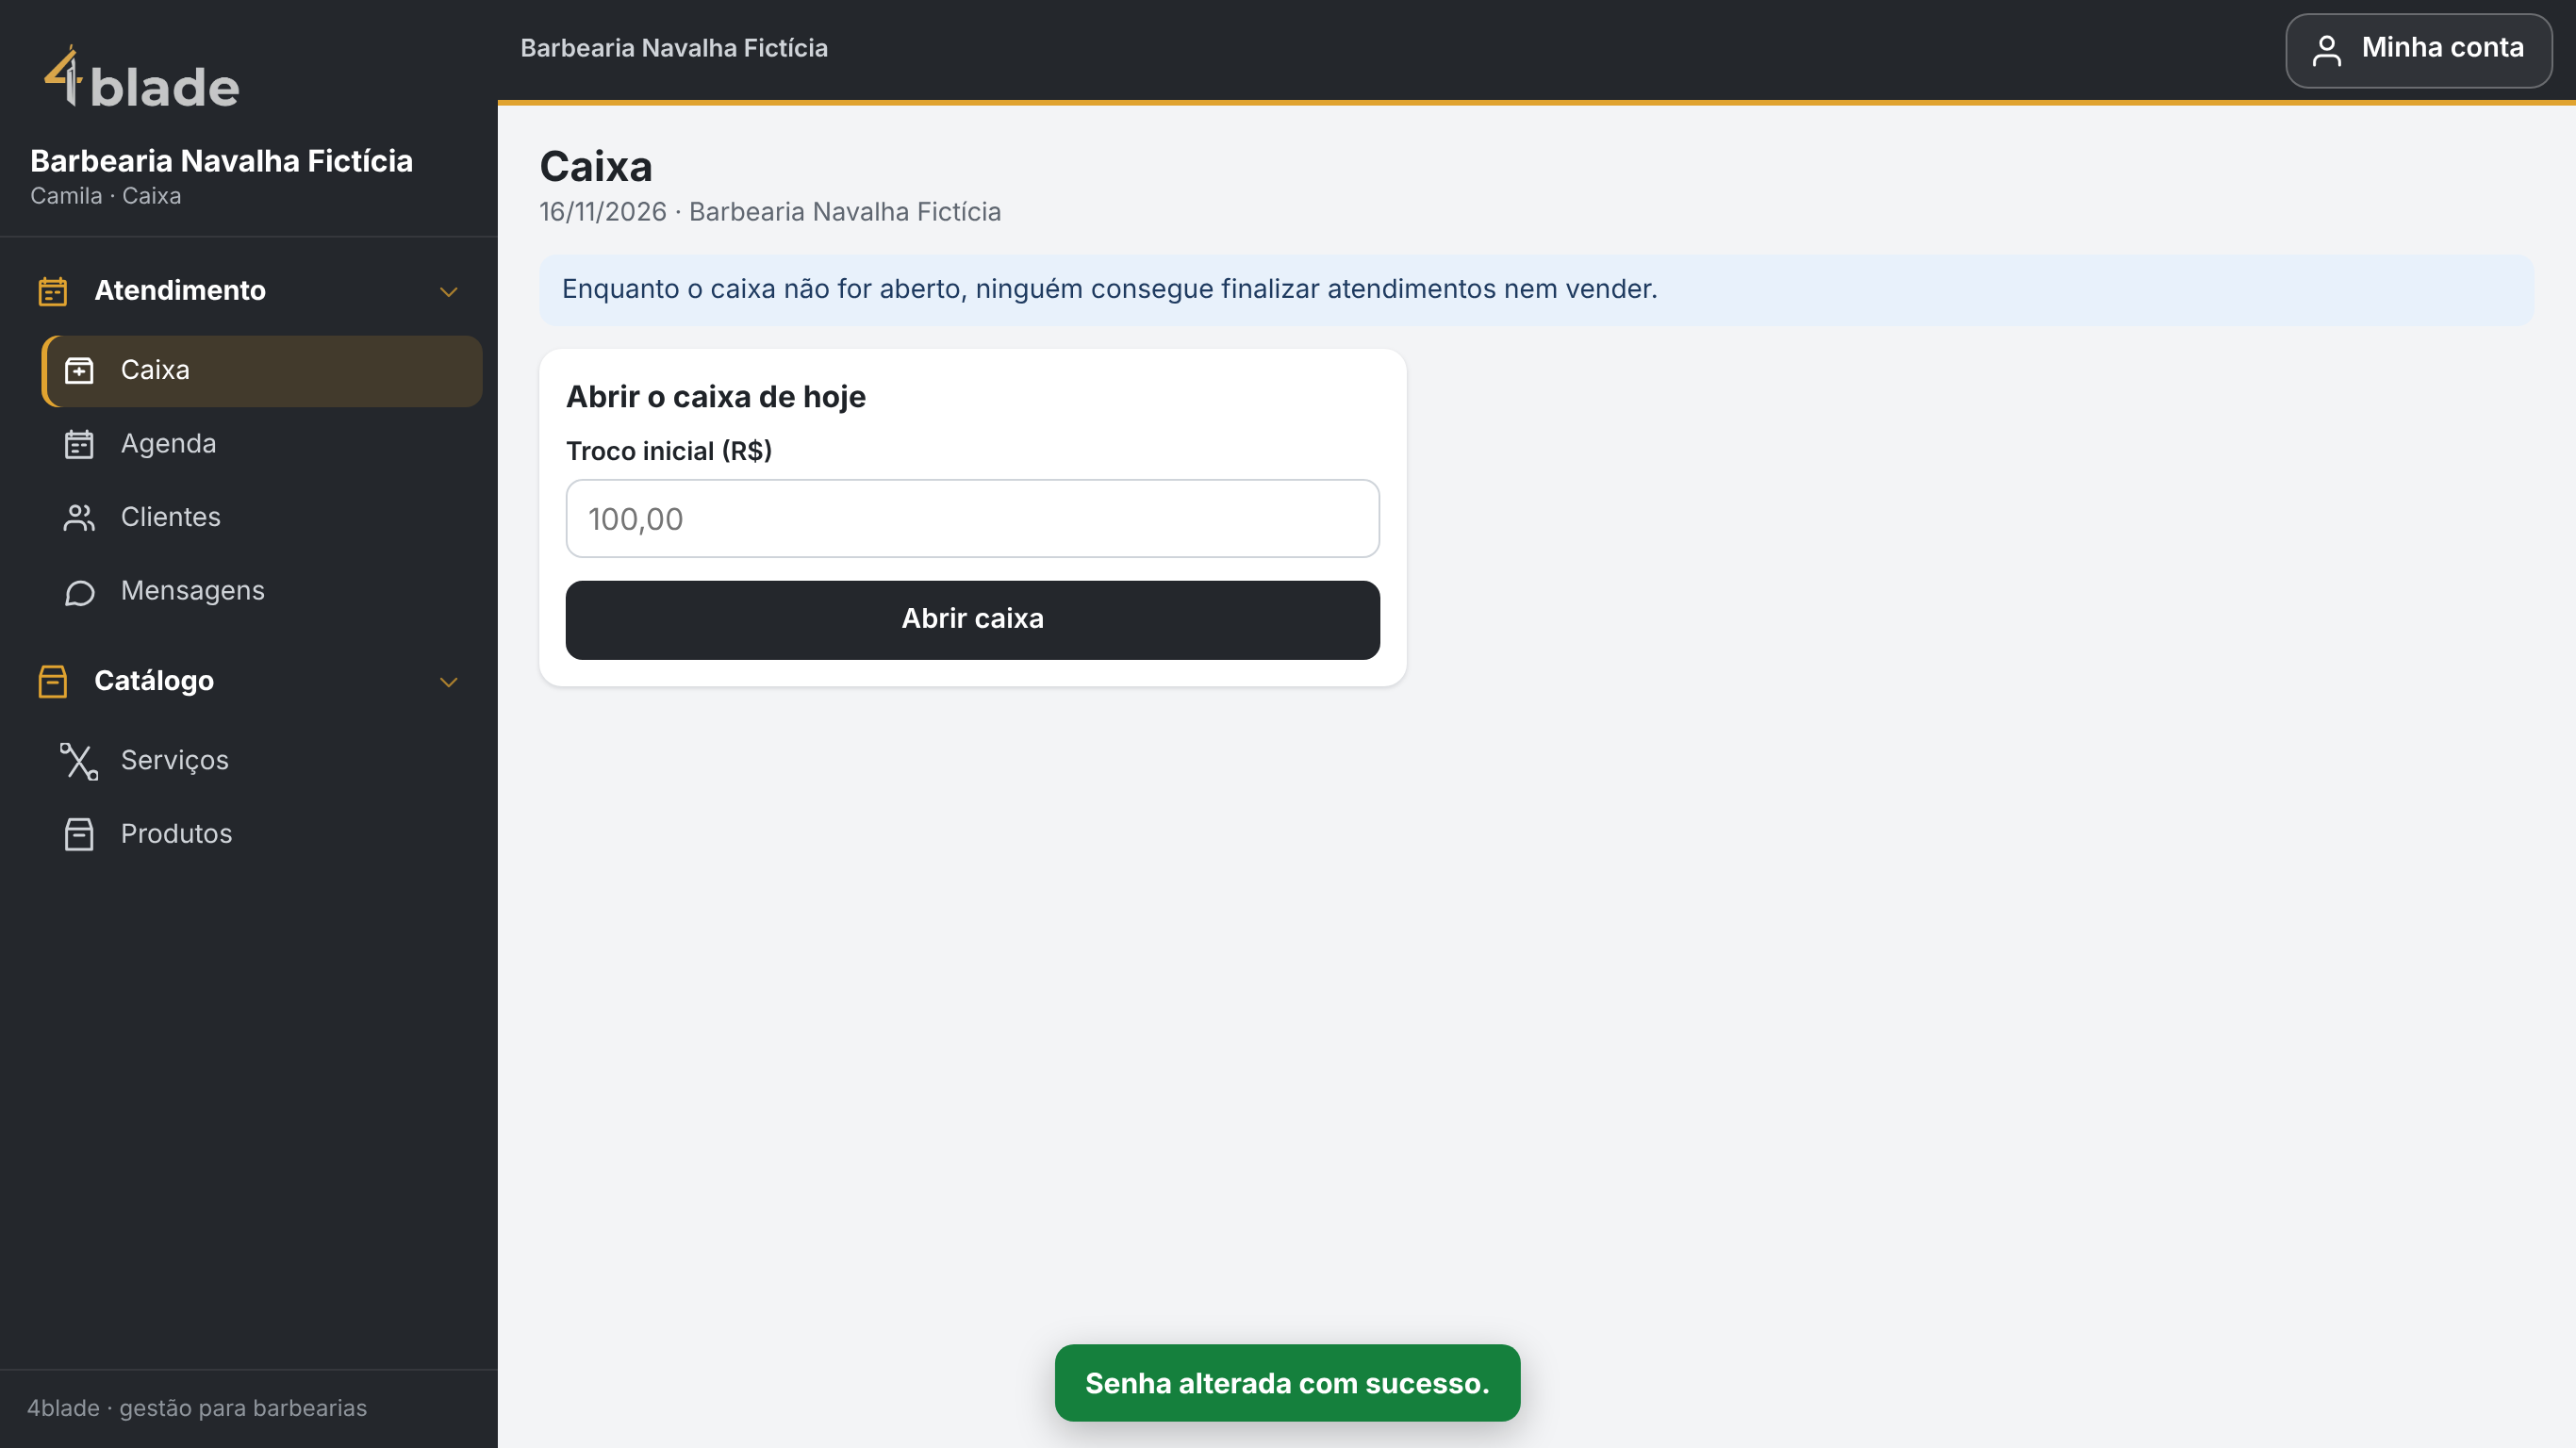 4blade
Barbearia Navalha Fictícia
Camila · Caixa
Atendimento
Caixa
Agenda
Clientes
Mensagens
Catálogo
Serviços
Produtos
4blade · gestão para barbearias
Barbearia Navalha Fictícia
Minha conta
Caixa
16/11/2026 · Barbearia Navalha Fictícia
Enquanto o caixa não for aberto, ninguém consegue finalizar atendimentos nem vender.
Abrir o caixa de hoje
Troco inicial (R$)
100,00
Abrir caixa
Senha alterada com sucesso.